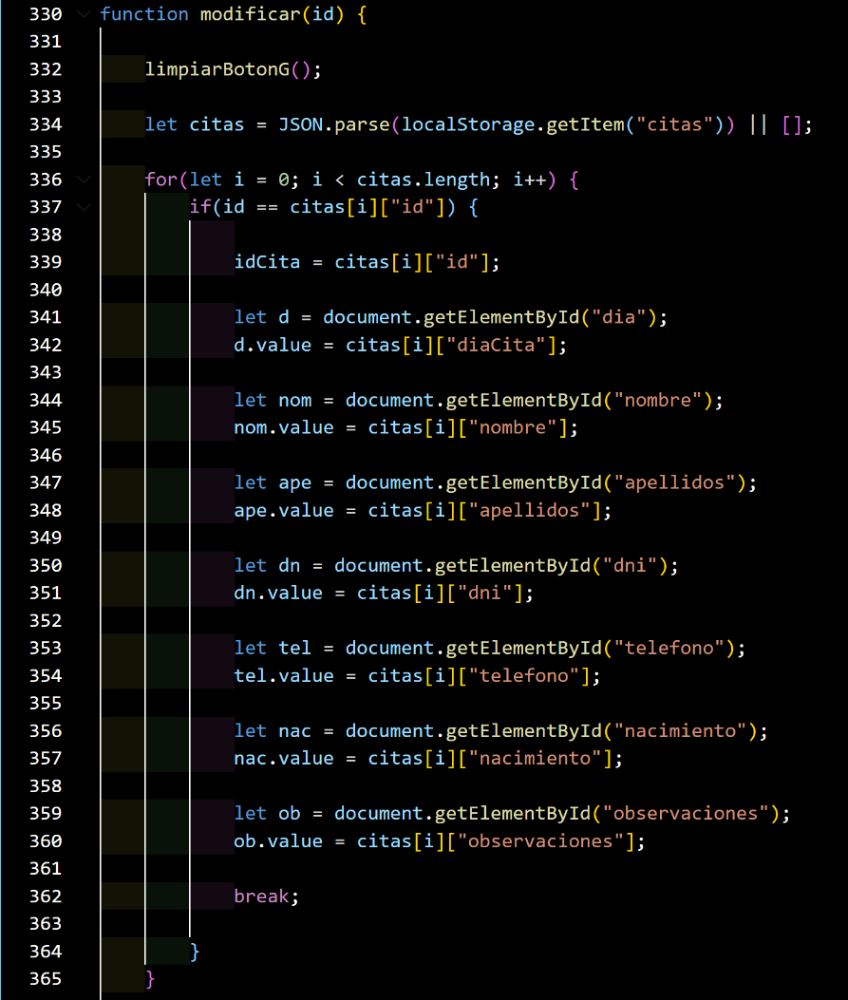 330 function modificar(id) {
331
332 limpiarBotonG();
333
334 let citas = JSON.parse(localStorage.getItem("citas")) || [];
335
336 for(let i = 0; i < citas.length; i++) {
337 if(id == citas[i]["id"]) {
338
339 idCita = citas[i]["id"];
340
341 let d = document.getElementById("dia");
342 d.value = citas[i]["diaCita"];
343
344 let nom = document.getElementById("nombre");
345 nom.value = citas[i]["nombre"];
346
347 let ape = document.getElementById("apellidos");
348 ape.value = citas[i]["apellidos"];
349
350 let dn = document.getElementById("dni");
351 dn.value = citas[i]["dni"];
352
353 let tel = document.getElementById("telefono");
354 tel.value = citas[i]["telefono"];
355
356 let nac = document.getElementById("nacimiento");
357 nac.value = citas[i]["nacimiento"];
358
359 let ob = document.getElementById("observaciones");
360 ob.value = citas[i]["observaciones"];
361
362 break;
363
364 }
365 }